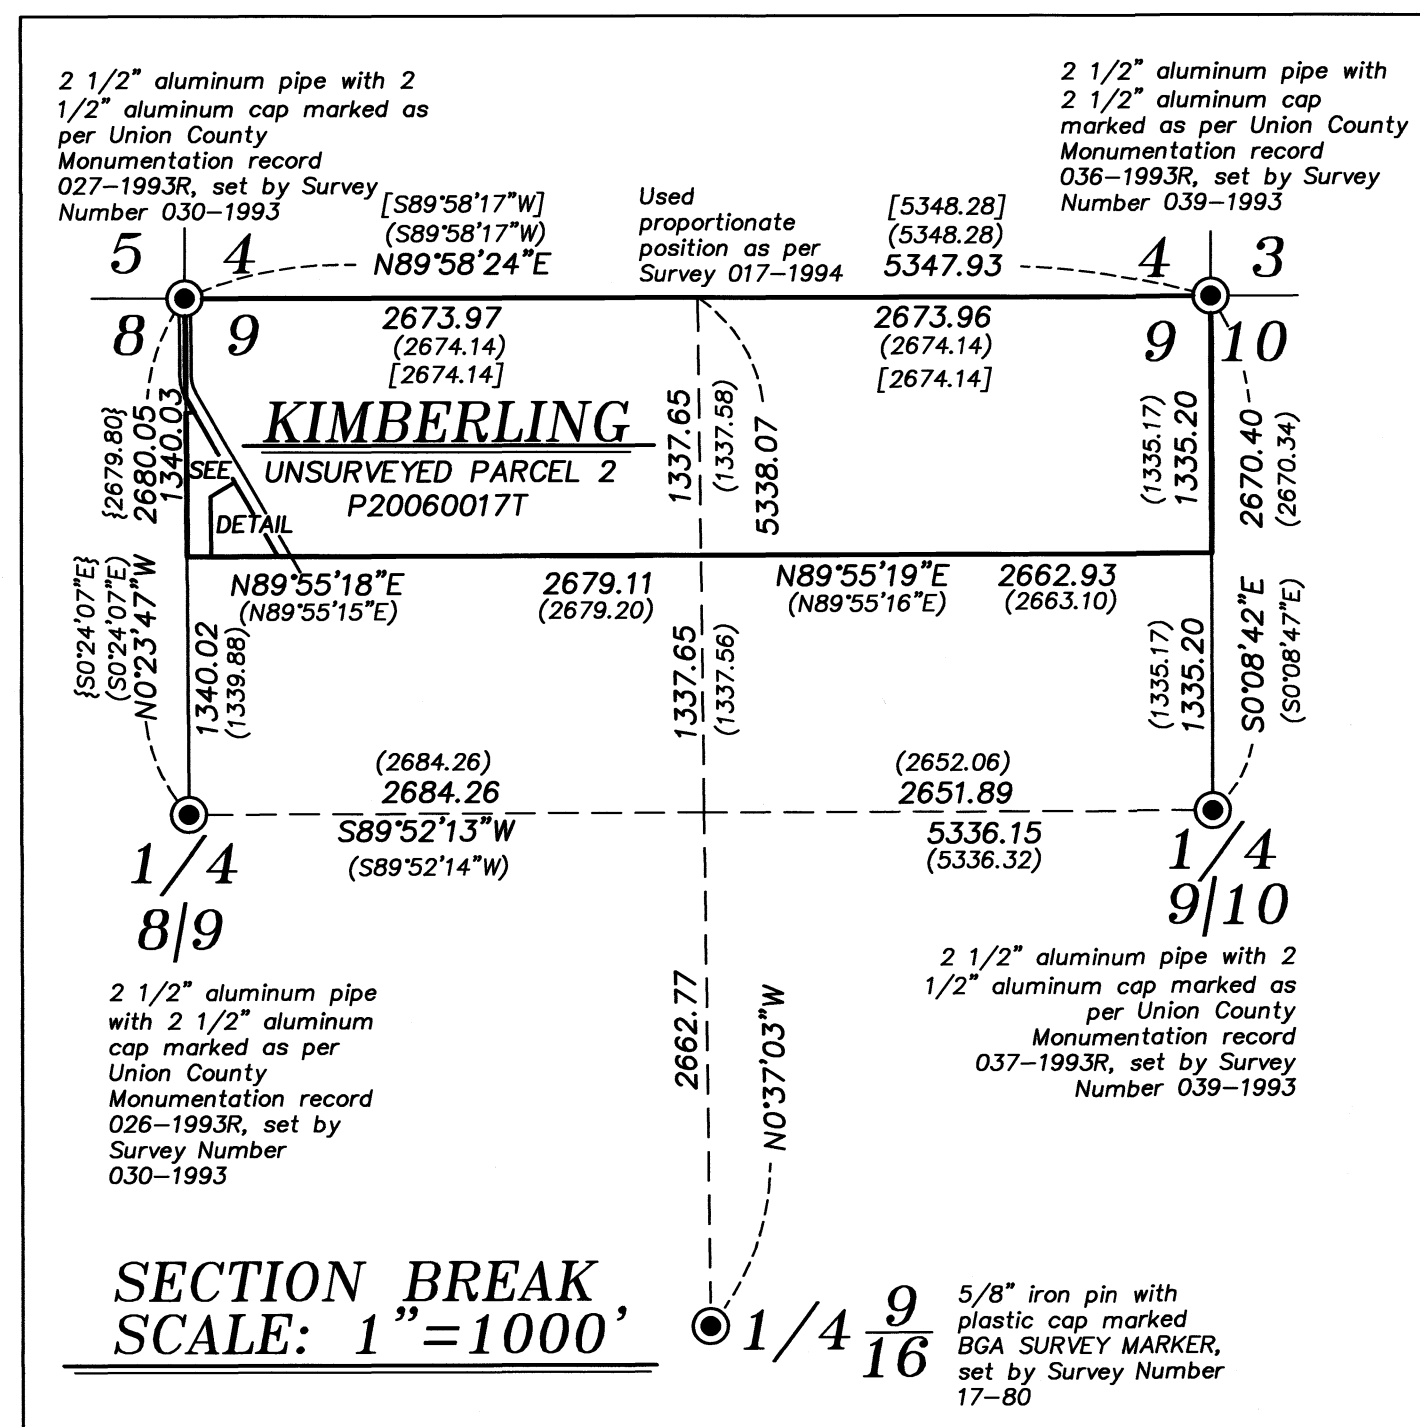 2 1/2" aluminum pipe with 2
1/2" aluminum cap marked as
per Union County
Monumentation record
027-1993R, set by Survey
Number 030-1993
2 1/2" aluminum pipe with
2 1/2" aluminum cap
marked as per Union County
Monumentation record
036-1993R, set by Survey
Number 039-1993
[S89°58'17"W]
(S89°58'17"W)
N89°58'24"E
Used
proportionate
position as per
Survey 017-1994
[5348.28]
(5348.28)
5347.93
5 4
8 9
4 3
9 10
2673.97
(2674.14)
[2674.14]
2673.96
(2674.14)
[2674.14]
{2679.80}
2680.05
1340.03
KIMBERLING
UNSURVEYED PARCEL 2
P20060017T
SEE
DETAIL
1337.65
(1337.58)
5338.07
(1335.17)
1335.20
2670.40
(2670.34)
N89°55'18"E
(N89°55'15"E)
2679.11
(2679.20)
N89°55'19"E
(N89°55'16"E)
2662.93
(2663.10)
{S0°24'07"E}
(S0°24'07"E)
N0°23'47"W
1340.02
(1339.88)
1337.65
(1337.56)
(1335.17)
1335.20
S0°08'42"E
(S0°08'47"E)
(2684.26)
2684.26
S89°52'13"W
(S89°52'14"W)
(2652.06)
2651.89
5336.15
(5336.32)
1/4
8|9
1/4
9|10
2 1/2" aluminum pipe
with 2 1/2" aluminum
cap marked as per
Union County
Monumentation record
026-1993R, set by
Survey Number
030-1993
2 1/2" aluminum pipe with 2
1/2" aluminum cap marked as
per Union County
Monumentation record
037-1993R, set by Survey
Number 039-1993
2662.77
N0°37'03"W
SECTION BREAK
SCALE: 1"=1000'
1/4 9/16
5/8" iron pin with
plastic cap marked
BGA SURVEY MARKER,
set by Survey Number
17-80